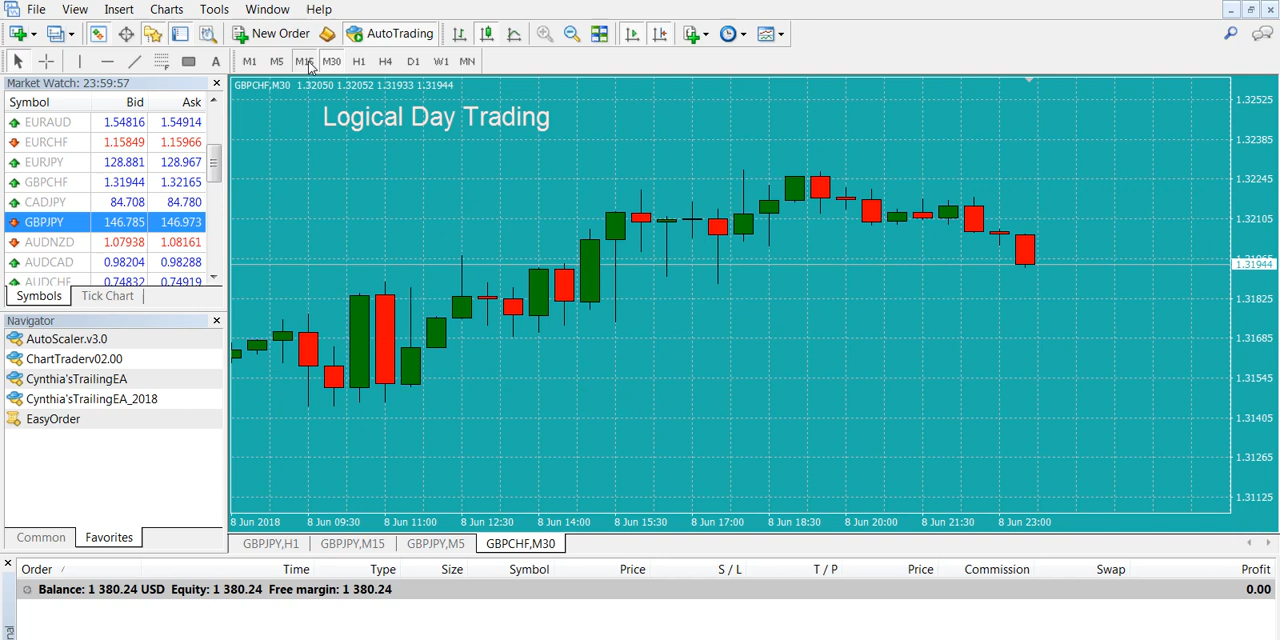 File View Insert Charts Tools Window Help
New Order AutoTrading
A M1 M5 M15 M30 H1 H4 D1 W1 MN
Market Watch: 23:59:57
Symbol Bid Ask
EURAUD 1.54816 1.54914
EURCHF 1.15849 1.15966
EURJPY 128.881 128.967
GBPCHF 1.31944 1.32165
CADJPY 84.708 84.780
GBPJPY 146.785 146.973
AUDNZD 1.07938 1.08161
AUDCAD 0.98204 0.98288
AUDCHF 0.74832 0.74919
Symbols Tick Chart
Navigator
AutoScaler.v3.0
ChartTraderv02.00
Cynthia'sTrailingEA
Cynthia'sTrailingEA_2018
EasyOrder
Common Favorites
GBPCHF,M30 1.32050 1.32052 1.31933 1.31944
Logical Day Trading
1.32525
1.32385
1.32245
1.32105
1.31965
1.31944
1.31825
1.31685
1.31545
1.31405
1.31265
1.31125
8 Jun 2018 8 Jun 09:30 8 Jun 11:00 8 Jun 12:30 8 Jun 14:00 8 Jun 15:30 8 Jun 17:00 8 Jun 18:30 8 Jun 20:00 8 Jun 21:30 8 Jun 23:00
GBPJPY,H1 GBPJPY,M15 GBPJPY,M5 GBPCHF,M30
Order / Time Type Size Symbol Price S / L T / P Price Commission Swap Profit
Balance: 1 380.24 USD Equity: 1 380.24 Free margin: 1 380.24 0.00